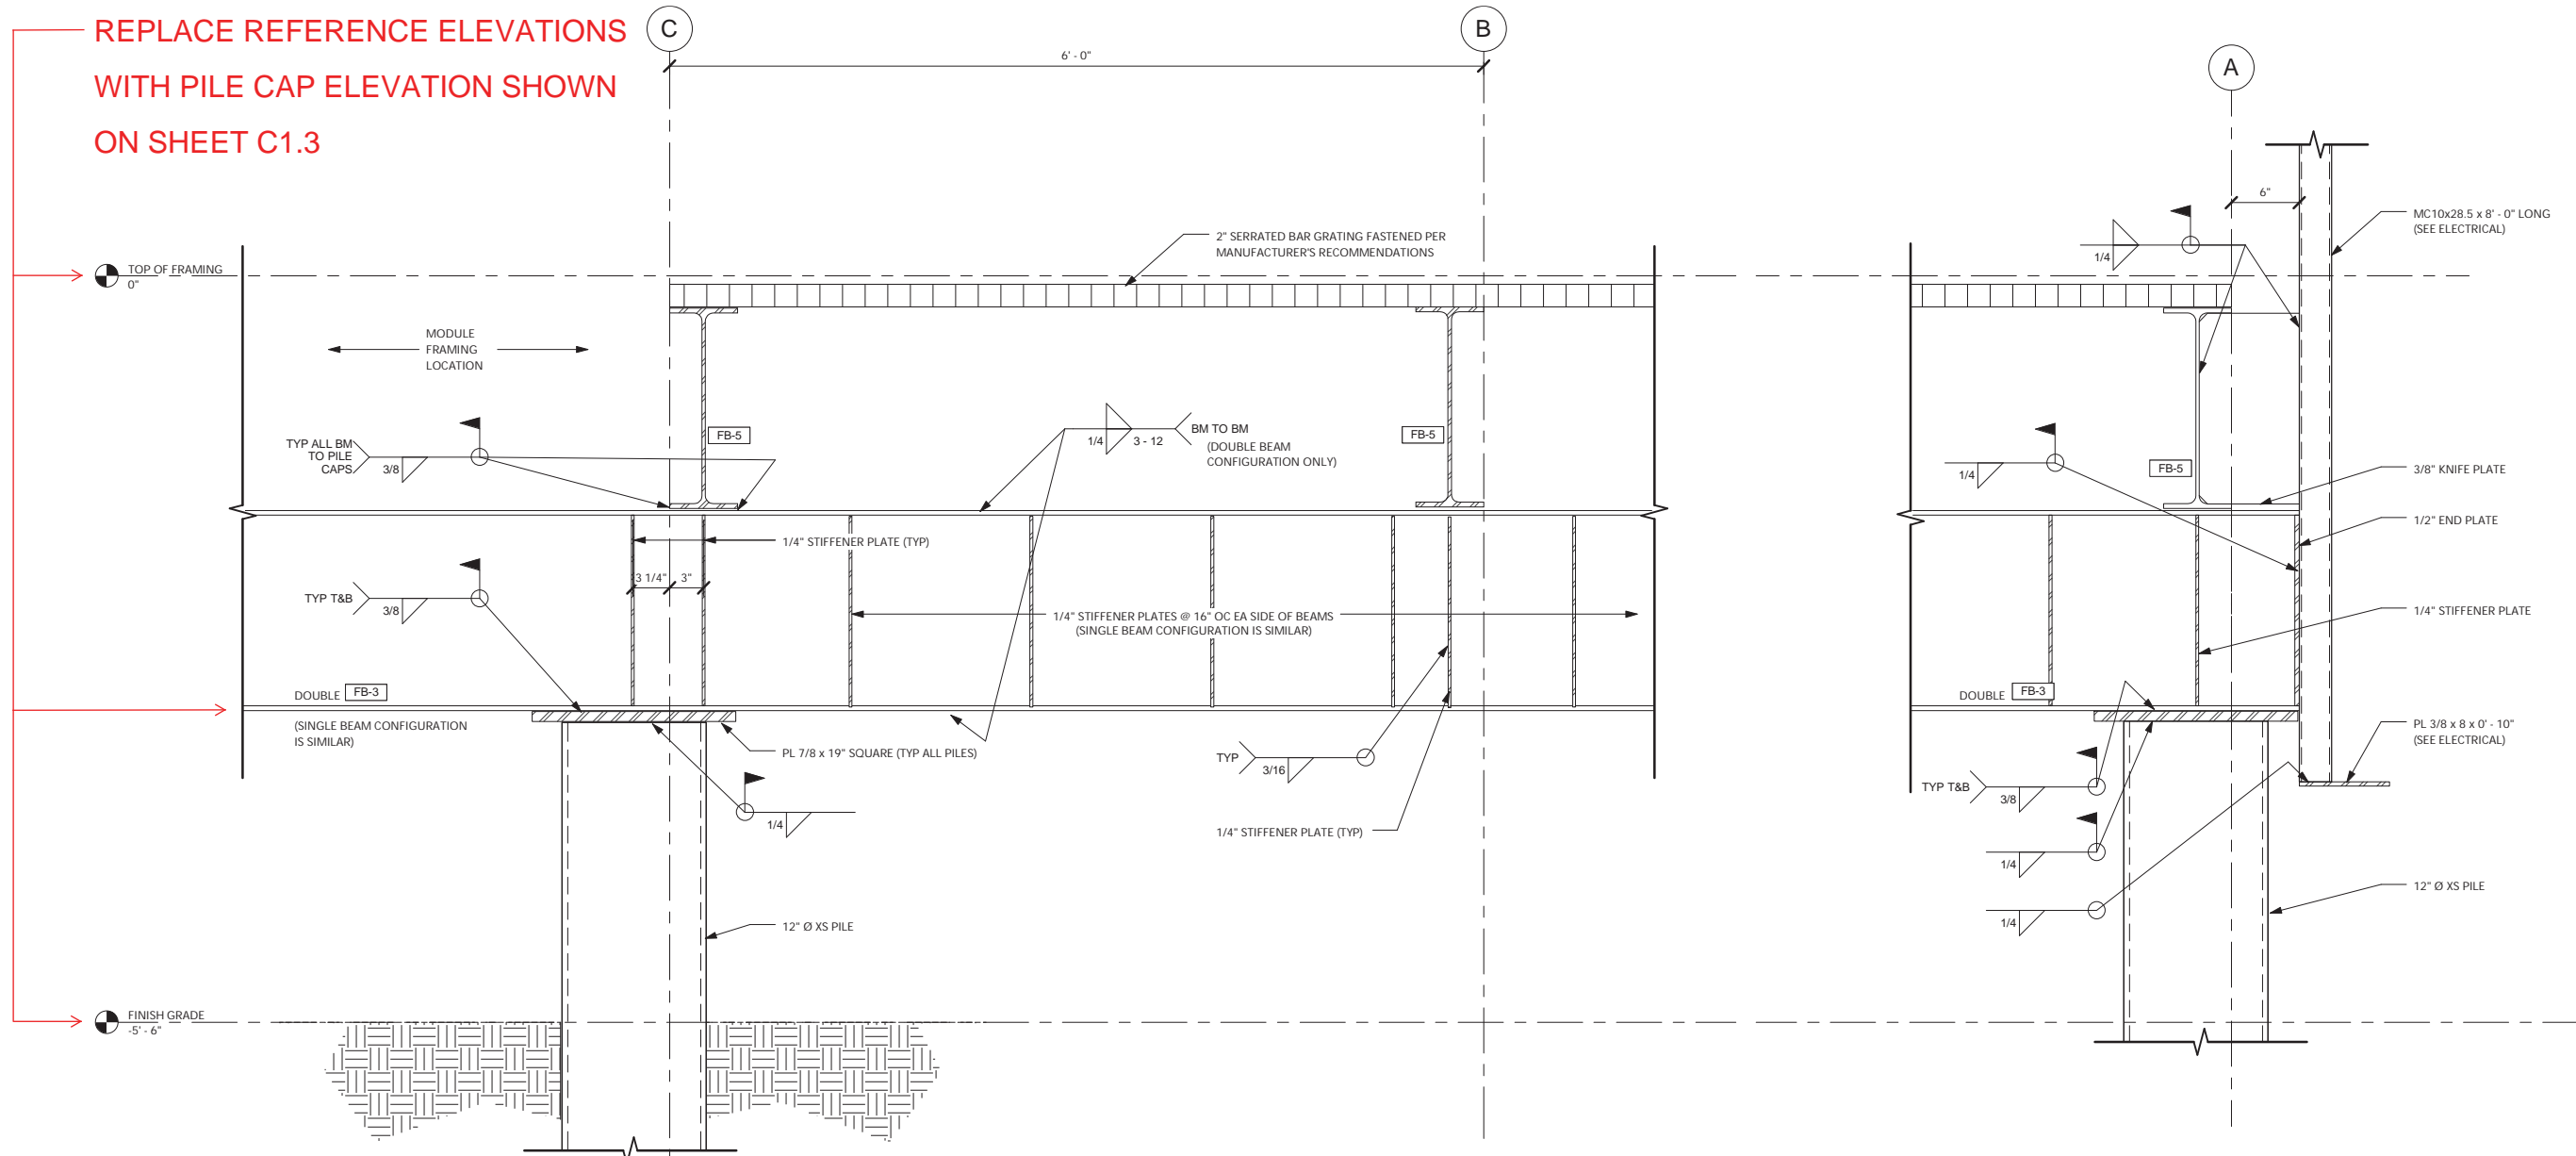 REPLACE REFERENCE ELEVATIONS
WITH PILE CAP ELEVATION SHOWN
ON SHEET C1.3
C
B
A
6' - 0"
6"
MC10x28.5 x 8' - 0" LONG
(SEE ELECTRICAL)
2" SERRATED BAR GRATING FASTENED PER
MANUFACTURER'S RECOMMENDATIONS
1/4
TOP OF FRAMING
0"
MODULE
FRAMING
LOCATION
TYP ALL BM
TO PILE
CAPS
3/8
FB-5
1/4
3 - 12
BM TO BM
(DOUBLE BEAM
CONFIGURATION ONLY)
FB-5
1/4
FB-5
3/8" KNIFE PLATE
1/2" END PLATE
1/4" STIFFENER PLATE (TYP)
3 1/4"
3"
TYP T&B
3/8
1/4" STIFFENER PLATES @ 16" OC EA SIDE OF BEAMS
(SINGLE BEAM CONFIGURATION IS SIMILAR)
1/4" STIFFENER PLATE
DOUBLE
FB-3
(SINGLE BEAM CONFIGURATION
IS SIMILAR)
DOUBLE
FB-3
PL 7/8 x 19" SQUARE (TYP ALL PILES)
TYP
3/16
PL 3/8 x 8 x 0' - 10"
(SEE ELECTRICAL)
TYP T&B
3/8
1/4
1/4" STIFFENER PLATE (TYP)
1/4
1/4
12" Ø XS PILE
12" Ø XS PILE
FINISH GRADE
-5' - 6"